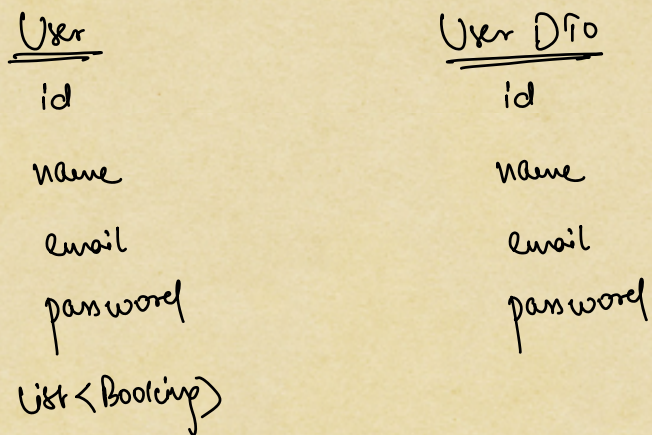 User
id
name
email
password
List<Booking>
User DTO
id
name
email
password